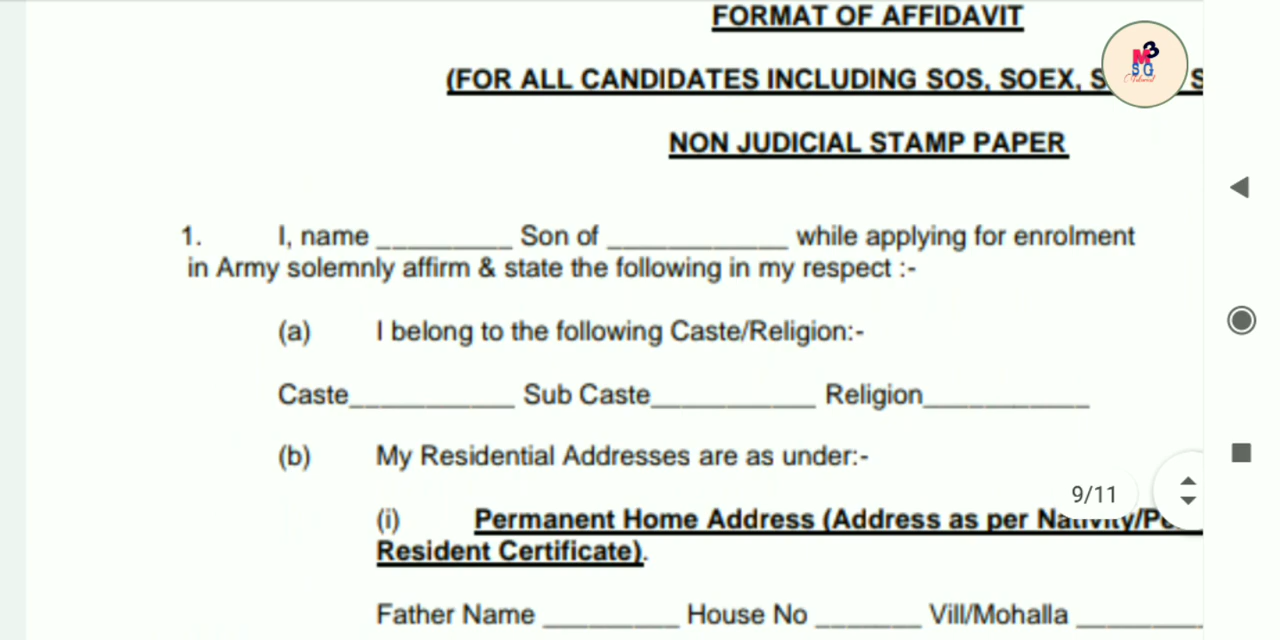 FORMAT OF AFFIDAVIT
(FOR ALL CANDIDATES INCLUDING SOS, SOEX,
NON JUDICIAL STAMP PAPER
1. I, name _________ Son of ____________ while applying for enrolment
in Army solemnly affirm & state the following in my respect :-
(a) I belong to the following Caste/Religion:-
Caste___________ Sub Caste___________ Religion___________
(b) My Residential Addresses are as under:-
9/11
(i) Permanent Home Address (Address as per Nativity/
Resident Certificate).
Father Name _________ House No _______ Vill/Mohalla ________
M3
SG